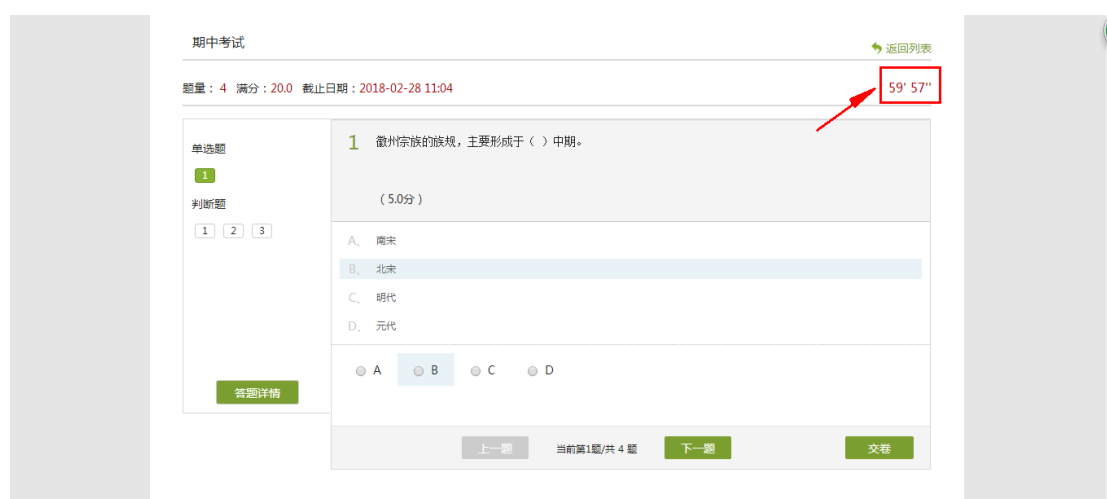 期中考试
返回列表
题量：4 满分：20.0 截止日期：2018-02-28 11:04
59' 57''
单选题
1
判断题
1 2 3
答题详情
1 徽州宗族的族规，主要形成于（ ）中期。
（5.0分）
A、 南宋
B、 北宋
C、 明代
D、 元代
A B C D
上一题 当前第1题/共 4 题 下一题 交卷